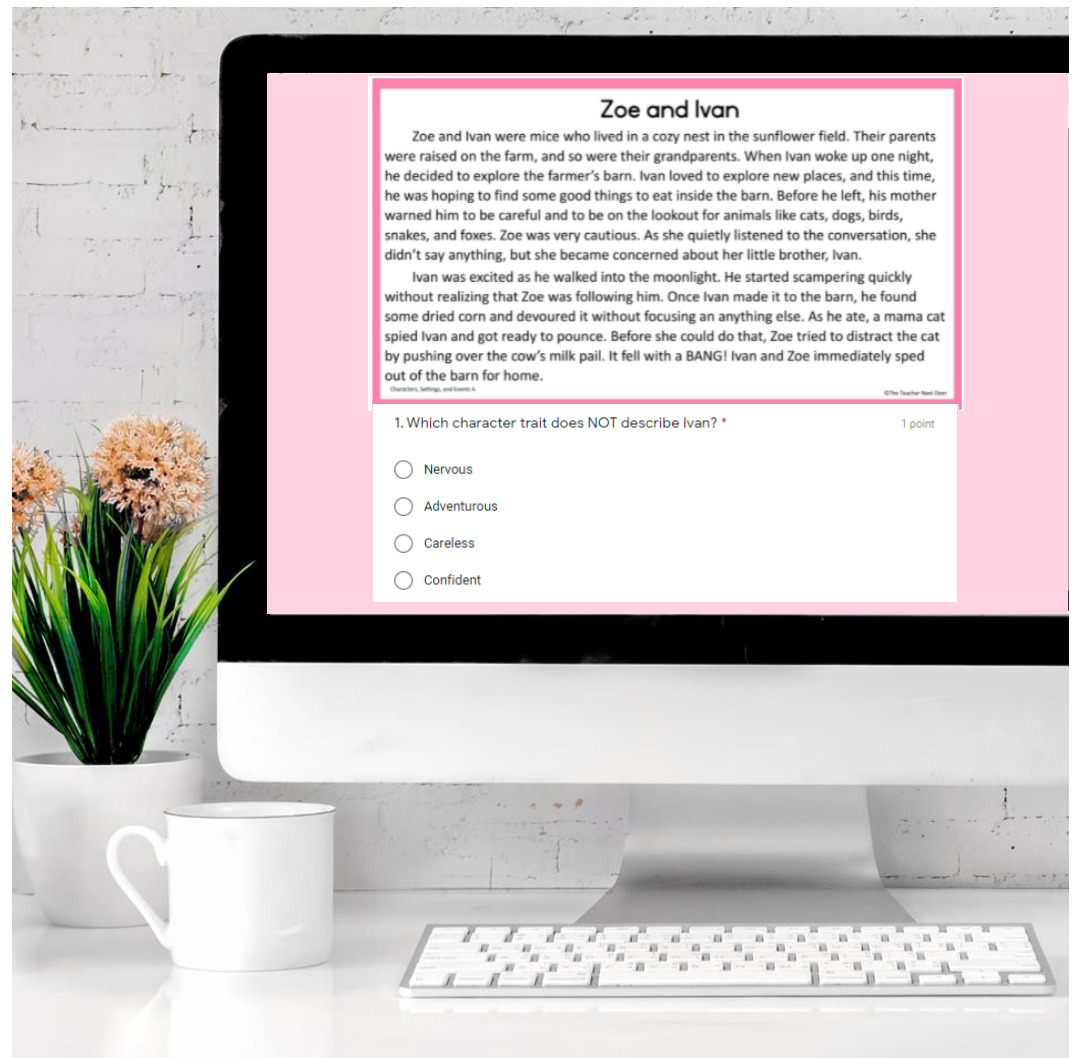 Zoe and Ivan
Zoe and Ivan were mice who lived in a cozy nest in the sunflower field. Their parents
were raised on the farm, and so were their grandparents. When Ivan woke up one night,
he decided to explore the farmer's barn. Ivan loved to explore new places, and this time,
he was hoping to find some good things to eat inside the barn. Before he left, his mother
warned him to be careful and to be on the lookout for animals like cats, dogs, birds,
snakes, and foxes. Zoe was very cautious. As she quietly listened to the conversation, she
didn't say anything, but she became concerned about her little brother, Ivan.
Ivan was excited as he walked into the moonlight. He started scampering quickly
without realizing that Zoe was following him. Once Ivan made it to the barn, he found
some dried corn and devoured it without focusing an anything else. As he ate, a mama cat
spied Ivan and got ready to pounce. Before she could do that, Zoe tried to distract the cat
by pushing over the cow's milk pail. It fell with a BANG! Ivan and Zoe immediately sped
out of the barn for home.
Characters, Settings, and Events A
©The Teacher Next Door
1. Which character trait does NOT describe Ivan? *
1 point
Nervous
Adventurous
Careless
Confident